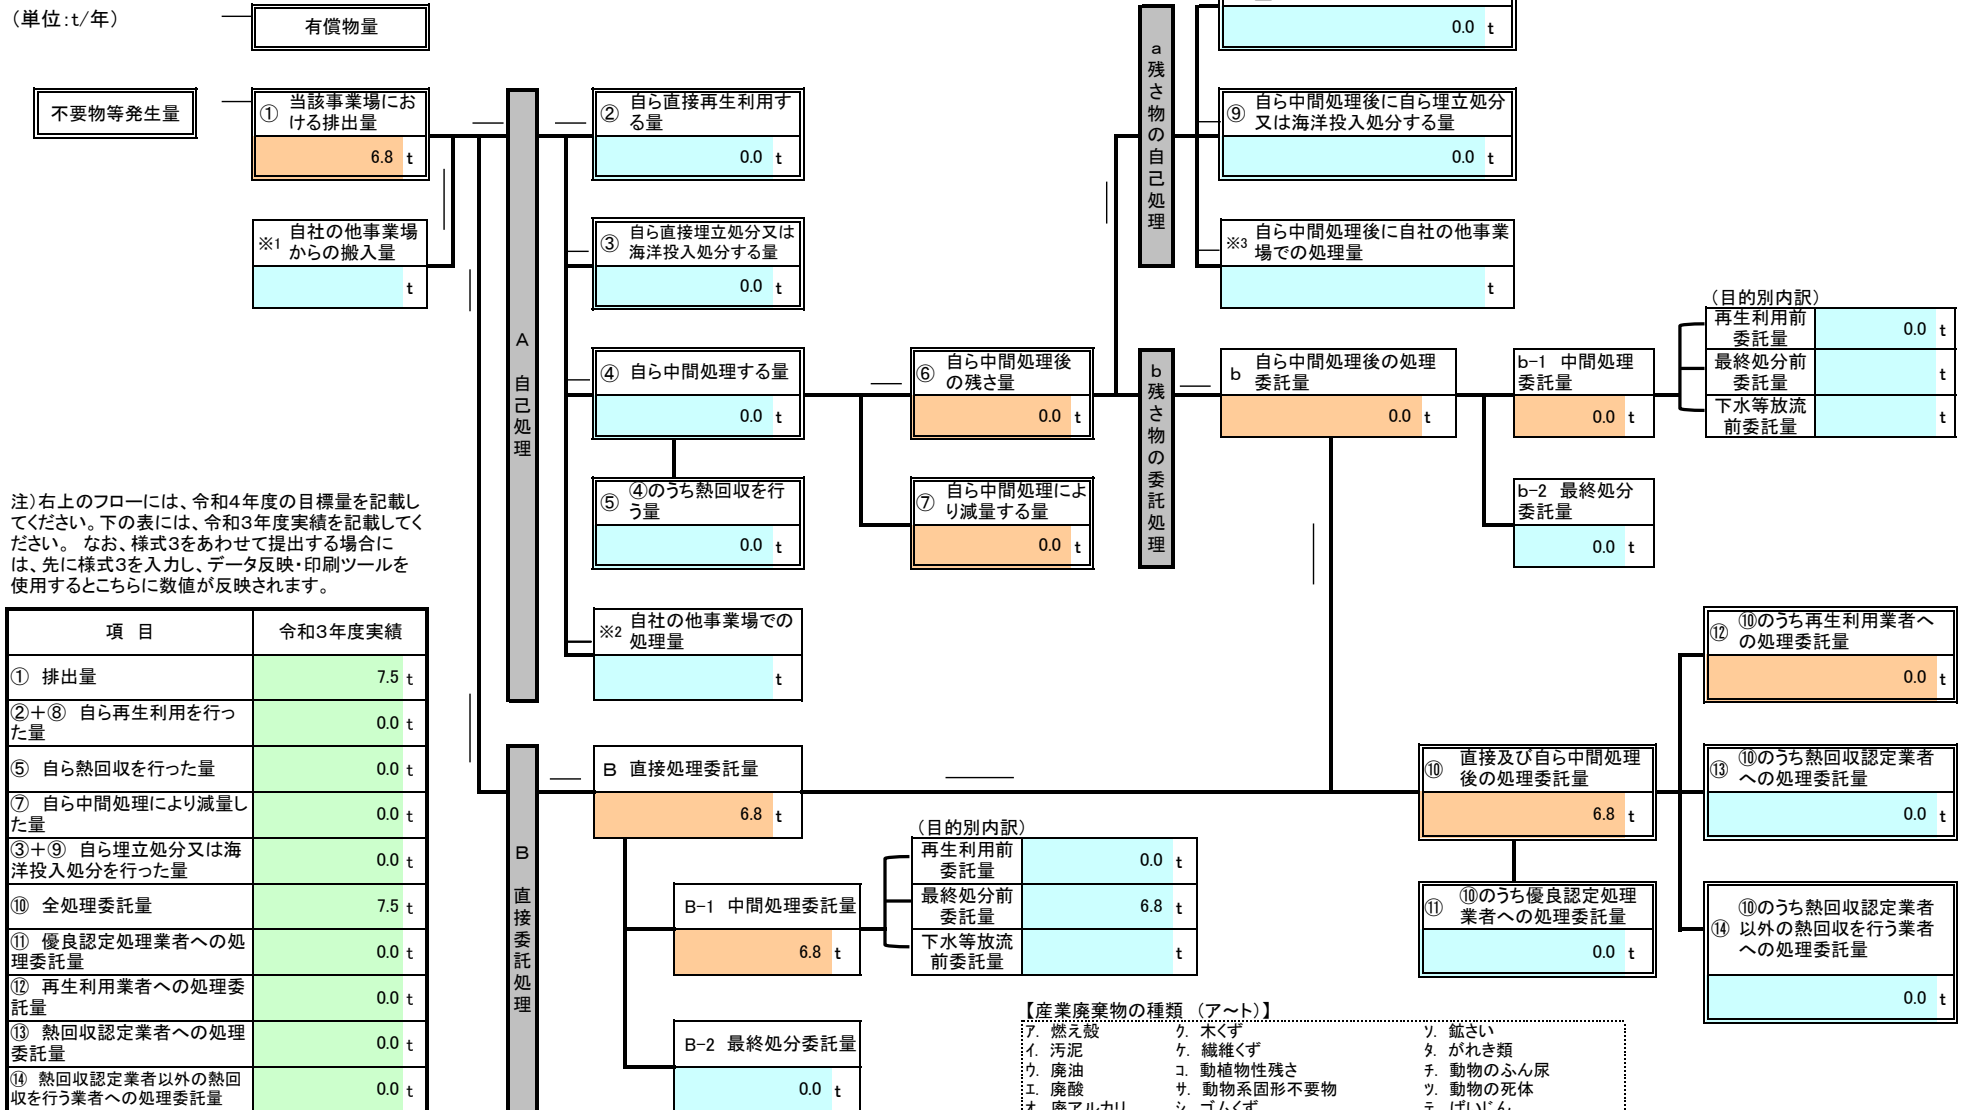 （単位:t/年）
有償物量
不要物等発生量
① 当該事業場にお
ける排出量
6.8 t
※1 自社の他事業場
からの搬入量
t
A 自己処理
② 自ら直接再生利用す
る量
0.0 t
③ 自ら直接埋立処分又は
海洋投入処分する量
0.0 t
④ 自ら中間処理する量
0.0 t
⑤ ④のうち熱回収を行
う量
0.0 t
※2 自社の他事業場での
処理量
t
⑥ 自ら中間処理後
の残さ量
0.0 t
⑦ 自ら中間処理によ
り減量する量
0.0 t
a 残さ物の自己処理
0.0 t
⑨ 自ら中間処理後に自ら埋立処分
又は海洋投入処分する量
0.0 t
※3 自ら中間処理後に自社の他事業
場での処理量
t
b 残さ物の委託処理
b 自ら中間処理後の処理
委託量
0.0 t
b-1 中間処理
委託量
0.0 t
b-2 最終処分
委託量
0.0 t
（目的別内訳）
再生利用前
委託量
0.0 t
最終処分前
委託量
t
下水等放流
前委託量
t
注）右上のフローには、令和４年度の目標量を記載し
てください。下の表には、令和３年度実績を記載してく
ださい。 なお、様式３をあわせて提出する場合に
は、先に様式３を入力し、データ反映・印刷ツールを
使用するとこちらに数値が反映されます。
項 目 令和３年度実績
① 排出量 7.5 t
②＋⑧ 自ら再生利用を行っ
た量 0.0 t
⑤ 自ら熱回収を行った量 0.0 t
⑦ 自ら中間処理により減量し
た量 0.0 t
③＋⑨ 自ら埋立処分又は海
洋投入処分を行った量 0.0 t
⑩ 全処理委託量 7.5 t
⑪ 優良認定処理業者への処
理委託量 0.0 t
⑫ 再生利用業者への処理委
託量 0.0 t
⑬ 熱回収認定業者への処理
委託量 0.0 t
⑭ 熱回収認定業者以外の熱回
収を行う業者への処理委託量 0.0 t
B 直接委託処理
B 直接処理委託量
6.8 t
B-1 中間処理委託量
6.8 t
B-2 最終処分委託量
0.0 t
（目的別内訳）
再生利用前
委託量
0.0 t
最終処分前
委託量
6.8 t
下水等放流
前委託量
t
⑩ 直接及び自ら中間処理
後の処理委託量
6.8 t
⑪ ⑩のうち優良認定処理
業者への処理委託量
0.0 t
⑫ ⑩のうち再生利用業者へ
の処理委託量
0.0 t
⑬ ⑩のうち熱回収認定業者
への処理委託量
0.0 t
⑭ ⑩のうち熱回収認定業者
以外の熱回収を行う業者
への処理委託量
0.0 t
【産業廃棄物の種類 （ア～ト）】
ｱ. 燃え殻 ｸ. 木くず ｿ. 鉱さい
ｲ. 汚泥 ｹ. 繊維くず ﾀ. がれき類
ｳ. 廃油 ｺ. 動植物性残さ ﾁ. 動物のふん尿
ｴ. 廃酸 ｻ. 動物系固形不要物 ﾂ. 動物の死体
ｵ. 廃アルカリ ｼ. ゴムくず ﾃ. ばいじん